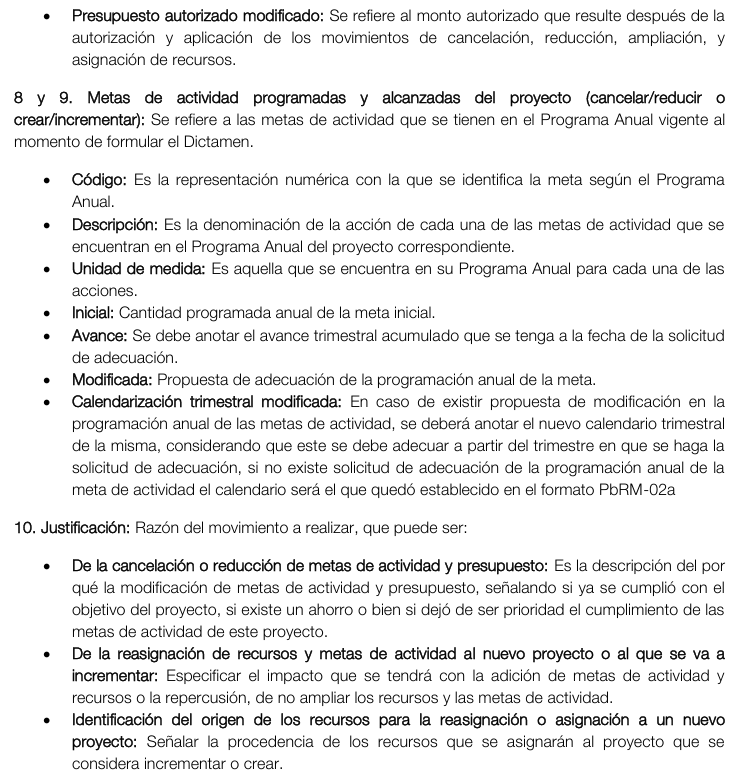 • Presupuesto autorizado modificado: Se refiere al monto autorizado que resulte después de la
autorización y aplicación de los movimientos de cancelación, reducción, ampliación, y
asignación de recursos.
8 y 9. Metas de actividad programadas y alcanzadas del proyecto (cancelar/reducir o
crear/incrementar): Se refiere a las metas de actividad que se tienen en el Programa Anual vigente al
momento de formular el Dictamen.
• Código: Es la representación numérica con la que se identifica la meta según el Programa
Anual.
• Descripción: Es la denominación de la acción de cada una de las metas de actividad que se
encuentran en el Programa Anual del proyecto correspondiente.
• Unidad de medida: Es aquella que se encuentra en su Programa Anual para cada una de las
acciones.
• Inicial: Cantidad programada anual de la meta inicial.
• Avance: Se debe anotar el avance trimestral acumulado que se tenga a la fecha de la solicitud
de adecuación.
• Modificada: Propuesta de adecuación de la programación anual de la meta.
• Calendarización trimestral modificada: En caso de existir propuesta de modificación en la
programación anual de las metas de actividad, se deberá anotar el nuevo calendario trimestral
de la misma, considerando que este se debe adecuar a partir del trimestre en que se haga la
solicitud de adecuación, si no existe solicitud de adecuación de la programación anual de la
meta de actividad el calendario será el que quedó establecido en el formato PbRM-02a
10. Justificación: Razón del movimiento a realizar, que puede ser:
• De la cancelación o reducción de metas de actividad y presupuesto: Es la descripción del por
qué la modificación de metas de actividad y presupuesto, señalando si ya se cumplió con el
objetivo del proyecto, si existe un ahorro o bien si dejó de ser prioridad el cumplimiento de las
metas de actividad de este proyecto.
• De la reasignación de recursos y metas de actividad al nuevo proyecto o al que se va a
incrementar: Especificar el impacto que se tendrá con la adición de metas de actividad y
recursos o la repercusión, de no ampliar los recursos y las metas de actividad.
• Identificación del origen de los recursos para la reasignación o asignación a un nuevo
proyecto: Señalar la procedencia de los recursos que se asignarán al proyecto que se
considera incrementar o crear.